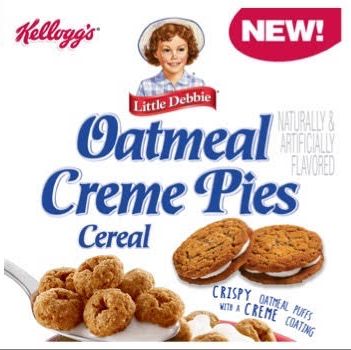 Kellogg's
NEW!
Little Debbie
Oatmeal
NATURALLY &
ARTIFICIALLY
FLAVORED
Creme Pies
Cereal
CRISPY OATMEAL PUFFS
WITH A CREME COATING